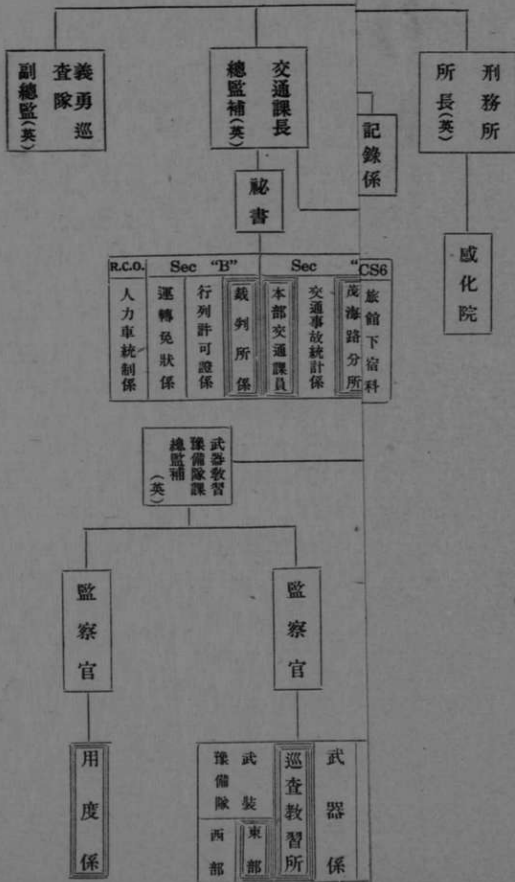 刑務所
所長(英)
交通課長
總監補(英)
義勇巡
査隊
副總監(英)
記錄係
祕書
感化院
CS6
旅館下宿科
Sec "
茂海路分所
交通事故統計係
本部交通課員
Sec "B"
裁判所係
行列許可證係
運轉免狀係
R.C.O.
人力車統制係
武器敎習
豫備隊課
總監補
(英)
監察官
監察官
武器係
巡査敎習所
武裝
豫備隊
東部
西部
用度係